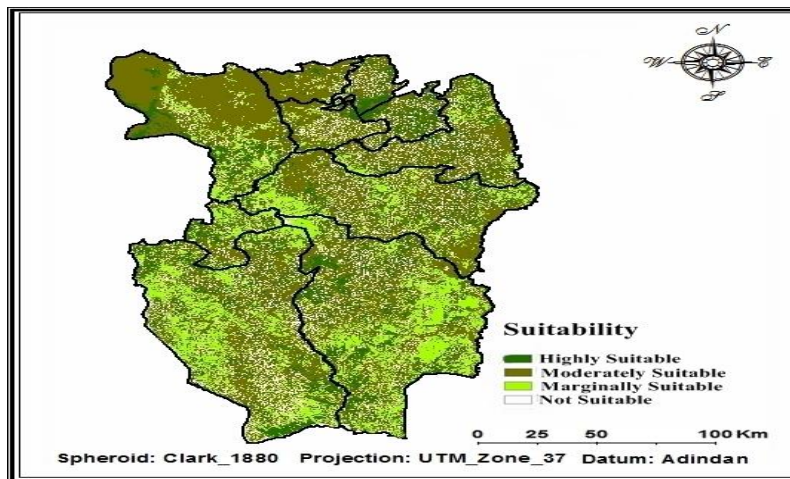 N
W E
S
Suitability
Highly Suitable
Moderately Suitable
Marginally Suitable
Not Suitable
0 25 50 100 Km
Spheroid: Clark_1880 Projection: UTM_Zone_37 Datum: Adindan